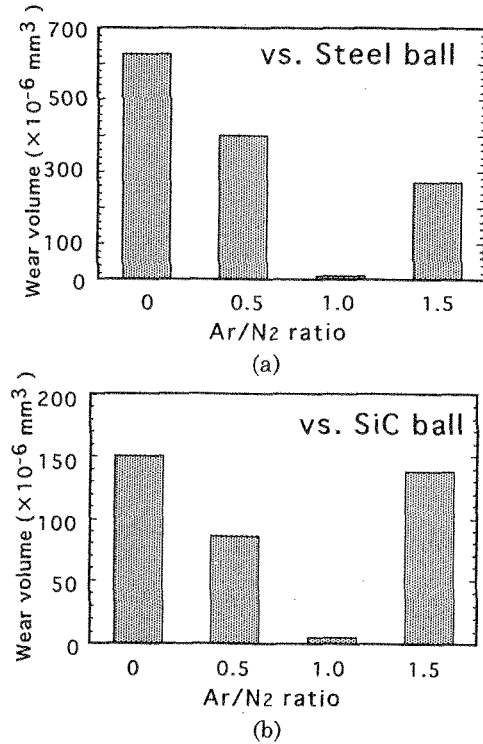 700
vs. Steel ball
500
300
100
0
Wear volume (×10⁻⁶ mm³)
0 0.5 1.0 1.5
Ar/N2 ratio
(a)
200
vs. SiC ball
150
100
50
0
Wear volume (×10⁻⁶ mm³)
0 0.5 1.0 1.5
Ar/N2 ratio
(b)